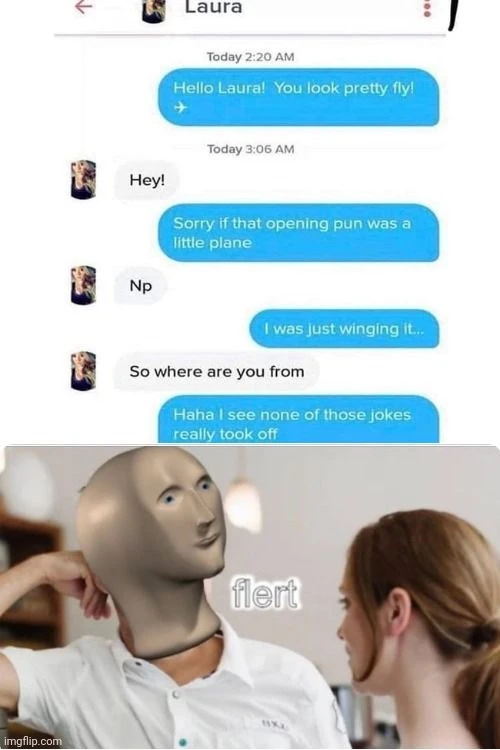 Laura
Today 2:20 AM
Hello Laura! You look pretty fly!
✈
Today 3:06 AM
Hey!
Sorry if that opening pun was a
little plane
Np
I was just winging it...
So where are you from
Haha I see none of those jokes
really took off
flert
imgflip.com